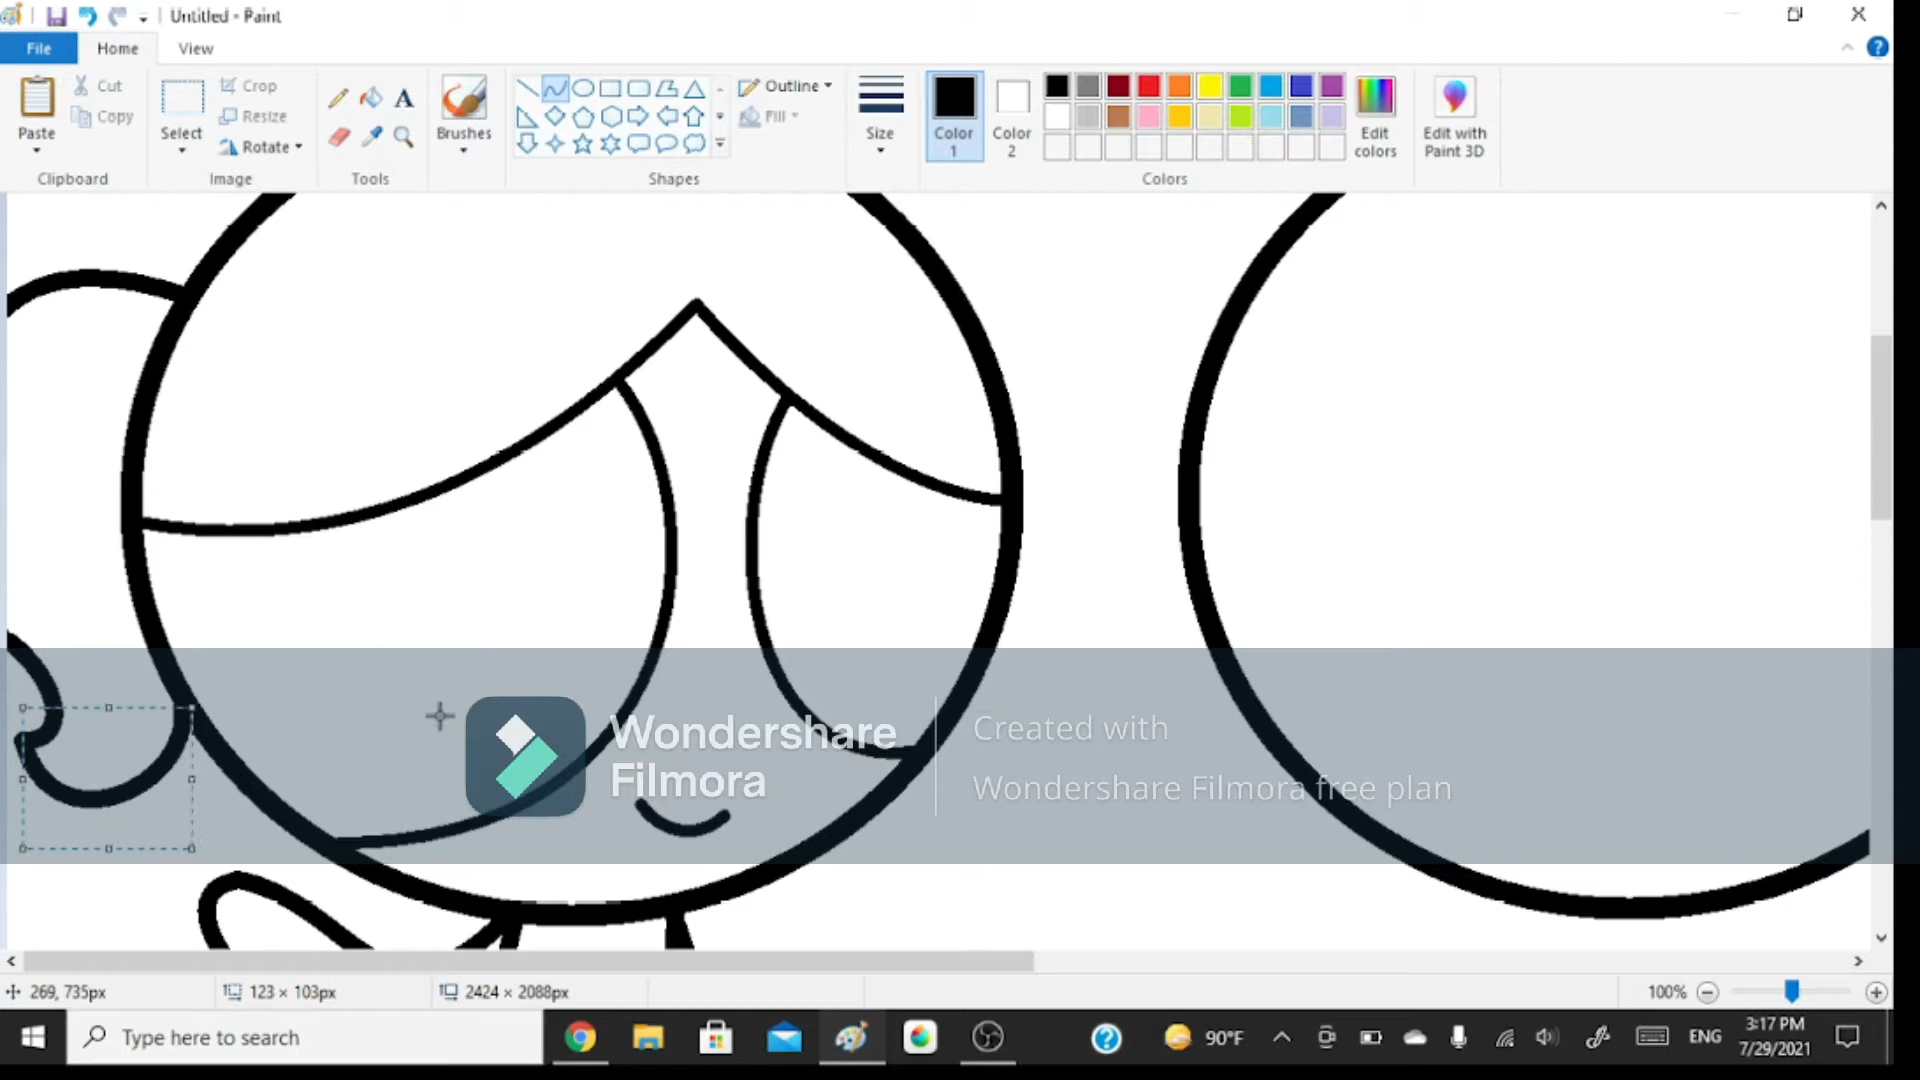 Untitled - Paint
File Home View
Paste
Cut
Copy
Clipboard
Select
Crop
Resize
Rotate
Image
A
Tools
Brushes
Shapes
Outline
Fill
Size
Color
1
Color
2
Edit
colors
Colors
Edit with
Paint 3D
Wondershare
Filmora
Created with
Wondershare Filmora free plan
269, 735px
123 × 103px
2424 × 2088px
100%
Type here to search
90°F
ENG
3:17 PM
7/29/2021